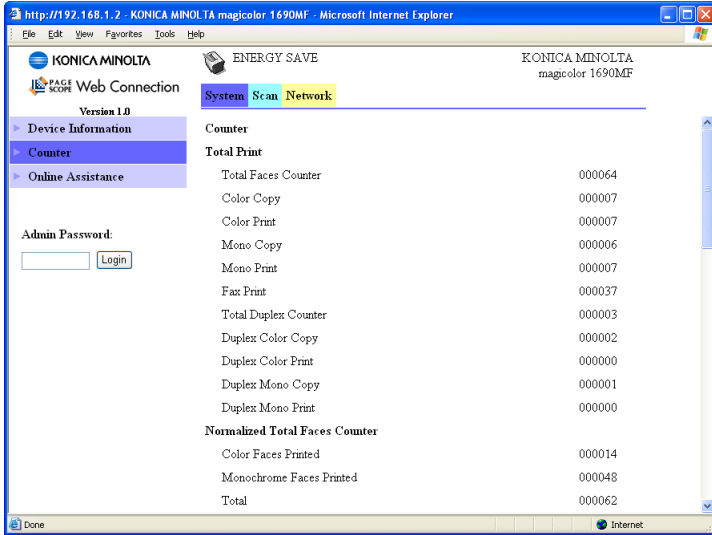 http://192.168.1.2 - KONICA MINOLTA magicolor 1690MF - Microsoft Internet Explorer
File Edit View Favorites Tools Help
KONICA MINOLTA
PAGE SCOPE Web Connection
Version 1.0
ENERGY SAVE
KONICA MINOLTA
magicolor 1690MF
System Scan Network
Device Information
Counter
Online Assistance
Admin Password:
Login
Counter
Total Print
Total Faces Counter 000064
Color Copy 000007
Color Print 000007
Mono Copy 000006
Mono Print 000007
Fax Print 000037
Total Duplex Counter 000003
Duplex Color Copy 000002
Duplex Color Print 000000
Duplex Mono Copy 000001
Duplex Mono Print 000000
Normalized Total Faces Counter
Color Faces Printed 000014
Monochrome Faces Printed 000048
Total 000062
Done
Internet